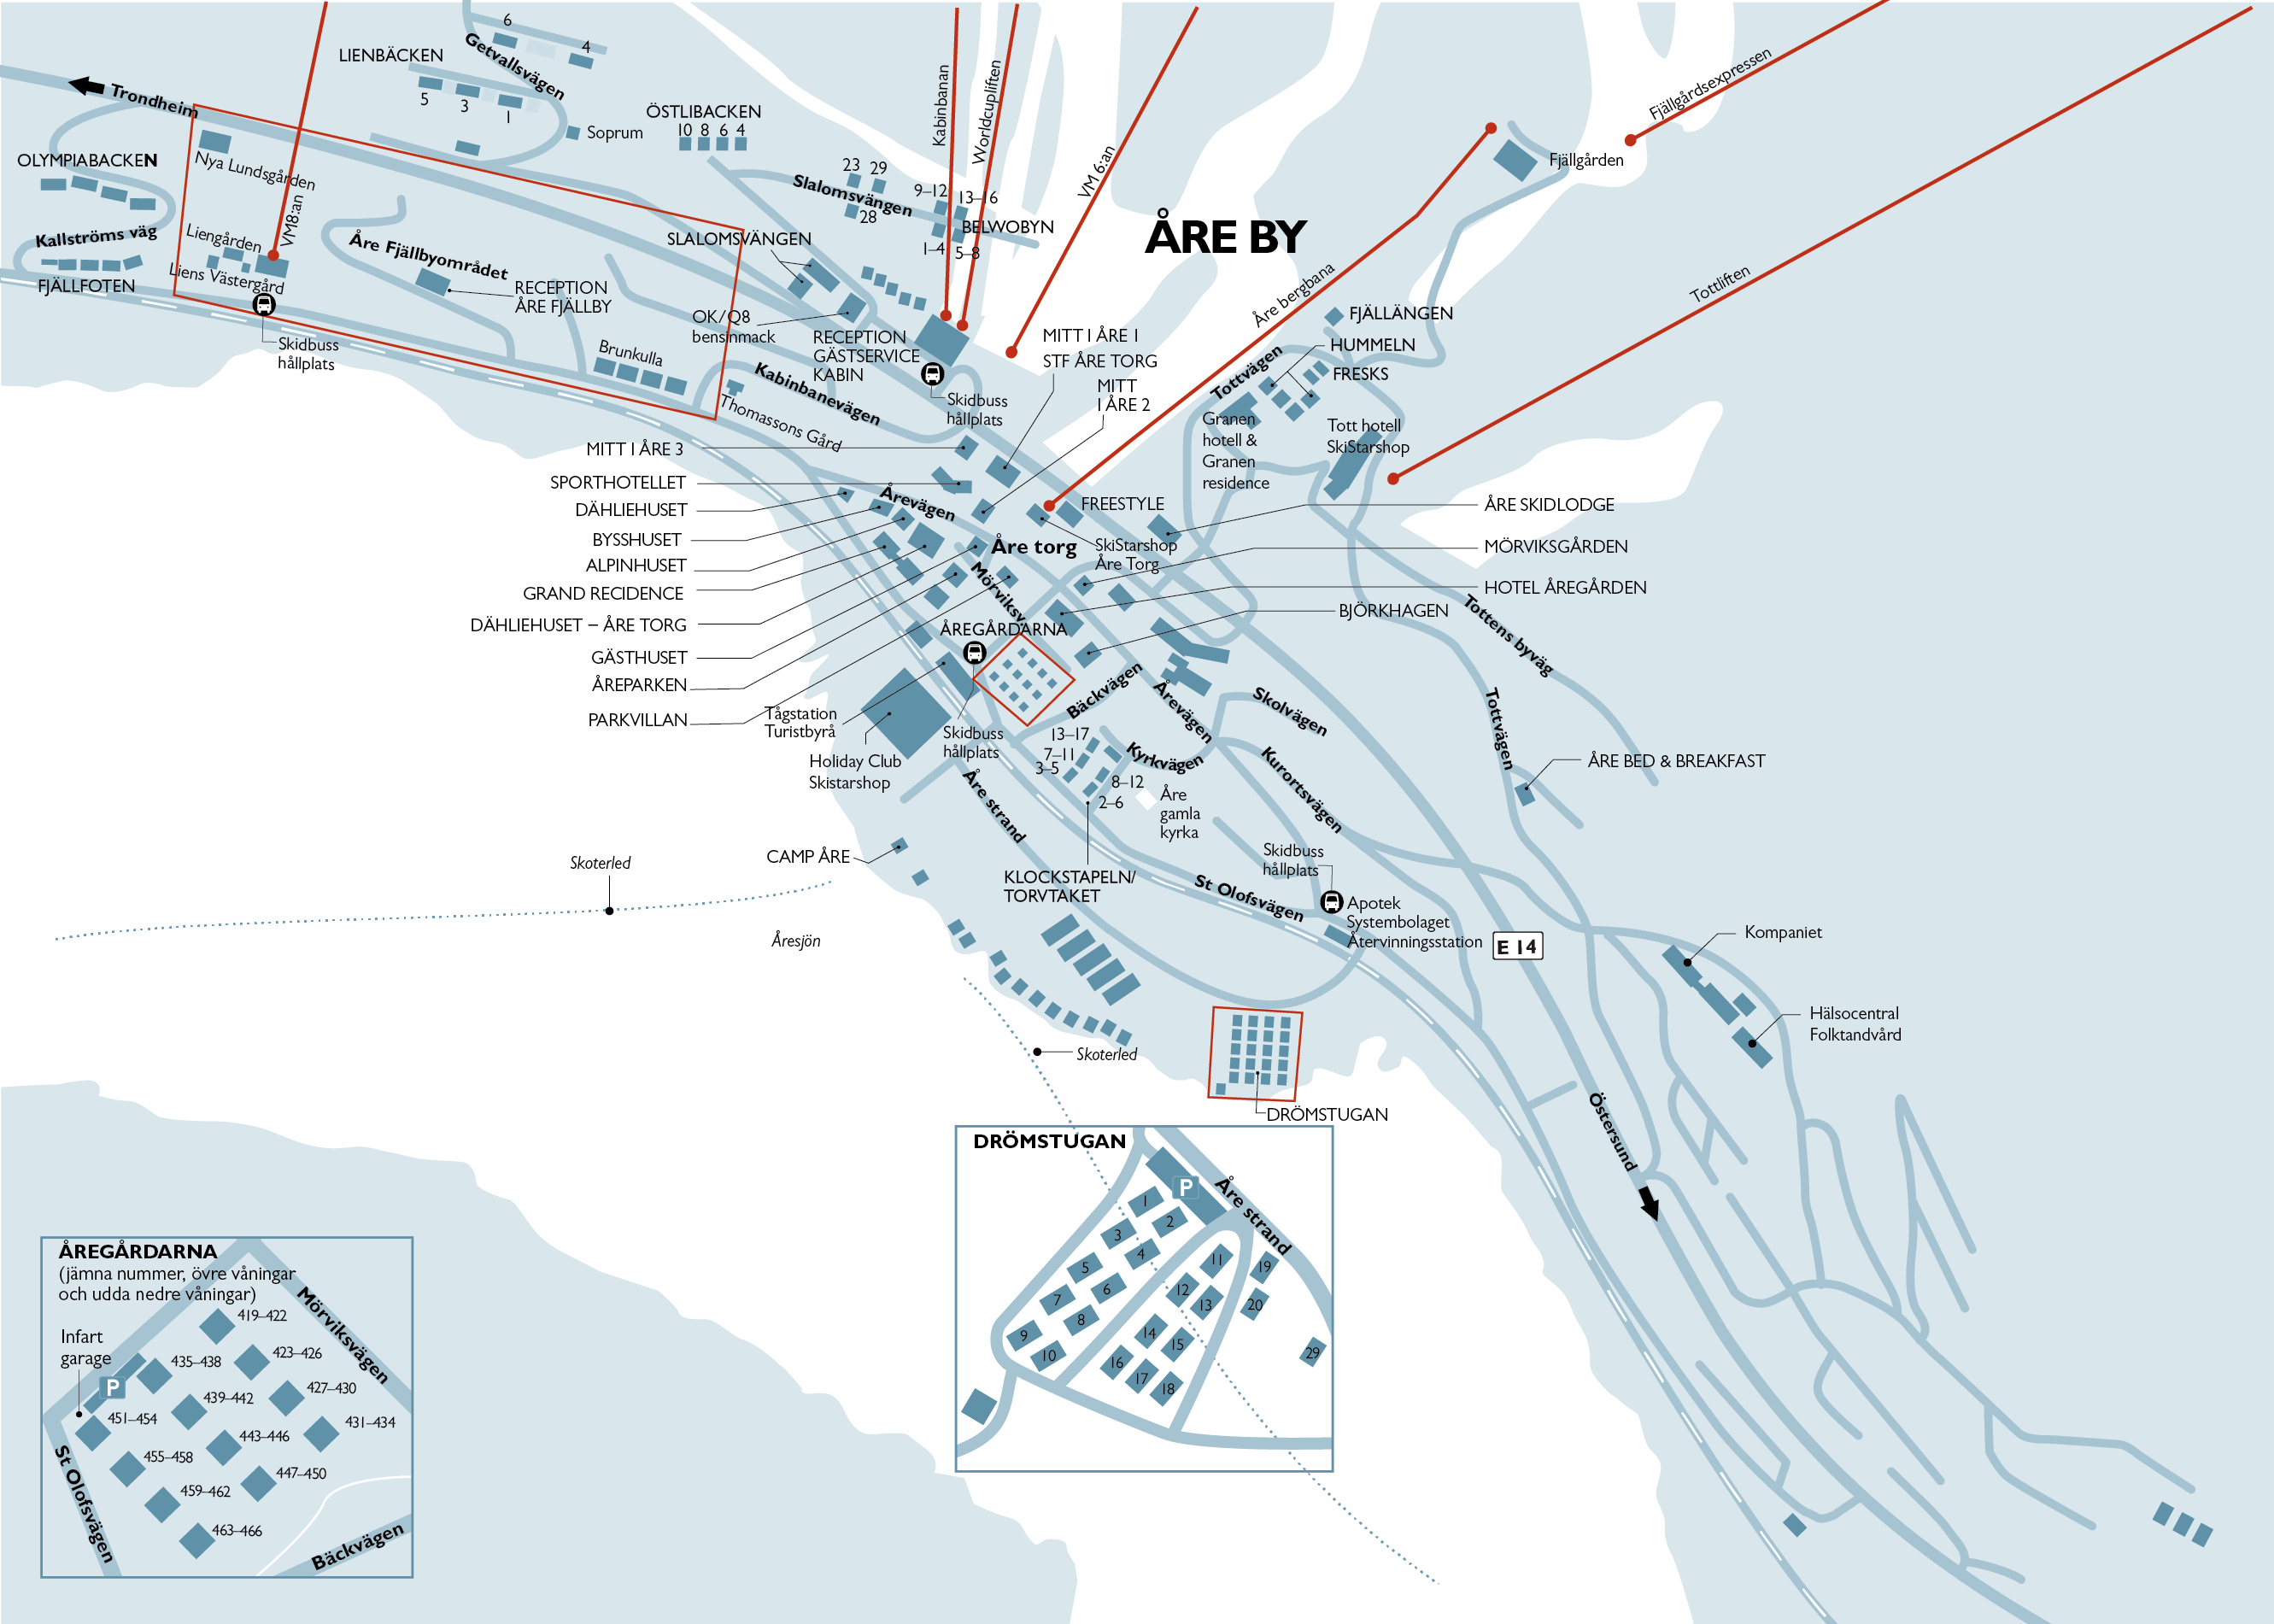 6
4
LIENBÄCKEN
Getvallsvägen
5
3
1
Trondheim
Soprum
ÖSTLIBACKEN
10 8 6 4
Kabinbanan
Worldcupliften
VM 6:an
Fjällgårdsexpressen
Fjällgården
OLYMPIABACKEN
Nya Lundsgården
VM8:an
Kallströms väg
Liengården
Liens Västergård
FJÄLLFOTEN
Skidbuss
hållplats
Åre Fjällbyområdet
RECEPTION
ÅRE FJÄLLBY
Brunkulla
23
29
Slalomsvängen
28
9–12
13–16
BELWOBYN
1–4
5–8
SLALOMSVÄNGEN
ÅRE BY
Åre bergbana
Tottliften
OK/Q8
bensinmack
RECEPTION
GÄSTSERVICE
KABIN
Skidbuss
hållplats
Kabinbanevägen
Thomassons Gård
MITT I ÅRE 1
STF ÅRE TORG
MITT
I ÅRE 2
FJÄLLÄNGEN
HUMMELN
FRESKS
Tottvägen
Granen
hotell &
Granen
residence
Tott hotell
SkiStarshop
MITT I ÅRE 3
SPORTHOTELLET
DÄHLIEHUSET
BYSSHUSET
ALPINHUSET
GRAND RECIDENCE
DÄHLIEHUSET – ÅRE TORG
GÄSTHUSET
ÅREPARKEN
PARKVILLAN
Årevägen
Åre torg
Mörviksv.
FREESTYLE
SkiStarshop
Åre Torg
ÅRE SKIDLODGE
MÖRVIKSGÅRDEN
HOTEL ÅREGÅRDEN
BJÖRKHAGEN
ÅREGÅRDARNA
Tottens byväg
Tottvägen
Tågstation
Turistbyrå
Holiday Club
Skistarshop
Skidbuss
hållplats
Bäckvägen
Årevägen
Skolvägen
Kyrkvägen
Kurortsvägen
13–17
7–11
3–5
8–12
2–6
Åre
gamla
kyrka
ÅRE BED & BREAKFAST
Åre strand
CAMP ÅRE
KLOCKSTAPELN/
TORVTAKET
Skidbuss
hållplats
St Olofsvägen
Apotek
Systembolaget
Återvinningsstation
E 14
Kompaniet
Hälsocentral
Folktandvård
Skoterled
Åresjön
Skoterled
DRÖMSTUGAN
Östersund
DRÖMSTUGAN
P
Åre strand
1
2
3
4
5
6
7
8
9
10
11
12
13
14
15
16
17
18
19
20
29
ÅREGÅRDARNA
(jämna nummer, övre våningar
och udda nedre våningar)
Infart
garage
P
Mörviksvägen
419–422
423–426
427–430
431–434
435–438
439–442
443–446
447–450
451–454
455–458
459–462
463–466
St Olofsvägen
Bäckvägen